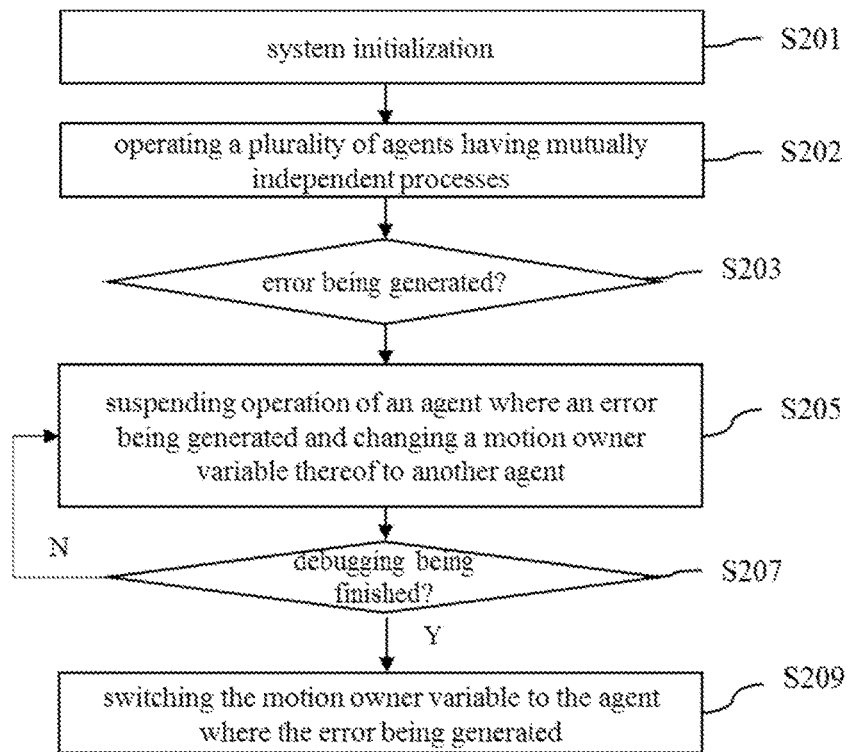 system initialization
S201
operating a plurality of agents having mutually
independent processes
S202
error being generated?
S203
suspending operation of an agent where an error
being generated and changing a motion owner
variable thereof to another agent
S205
N
debugging being
finished?
S207
Y
switching the motion owner variable to the agent
where the error being generated
S209